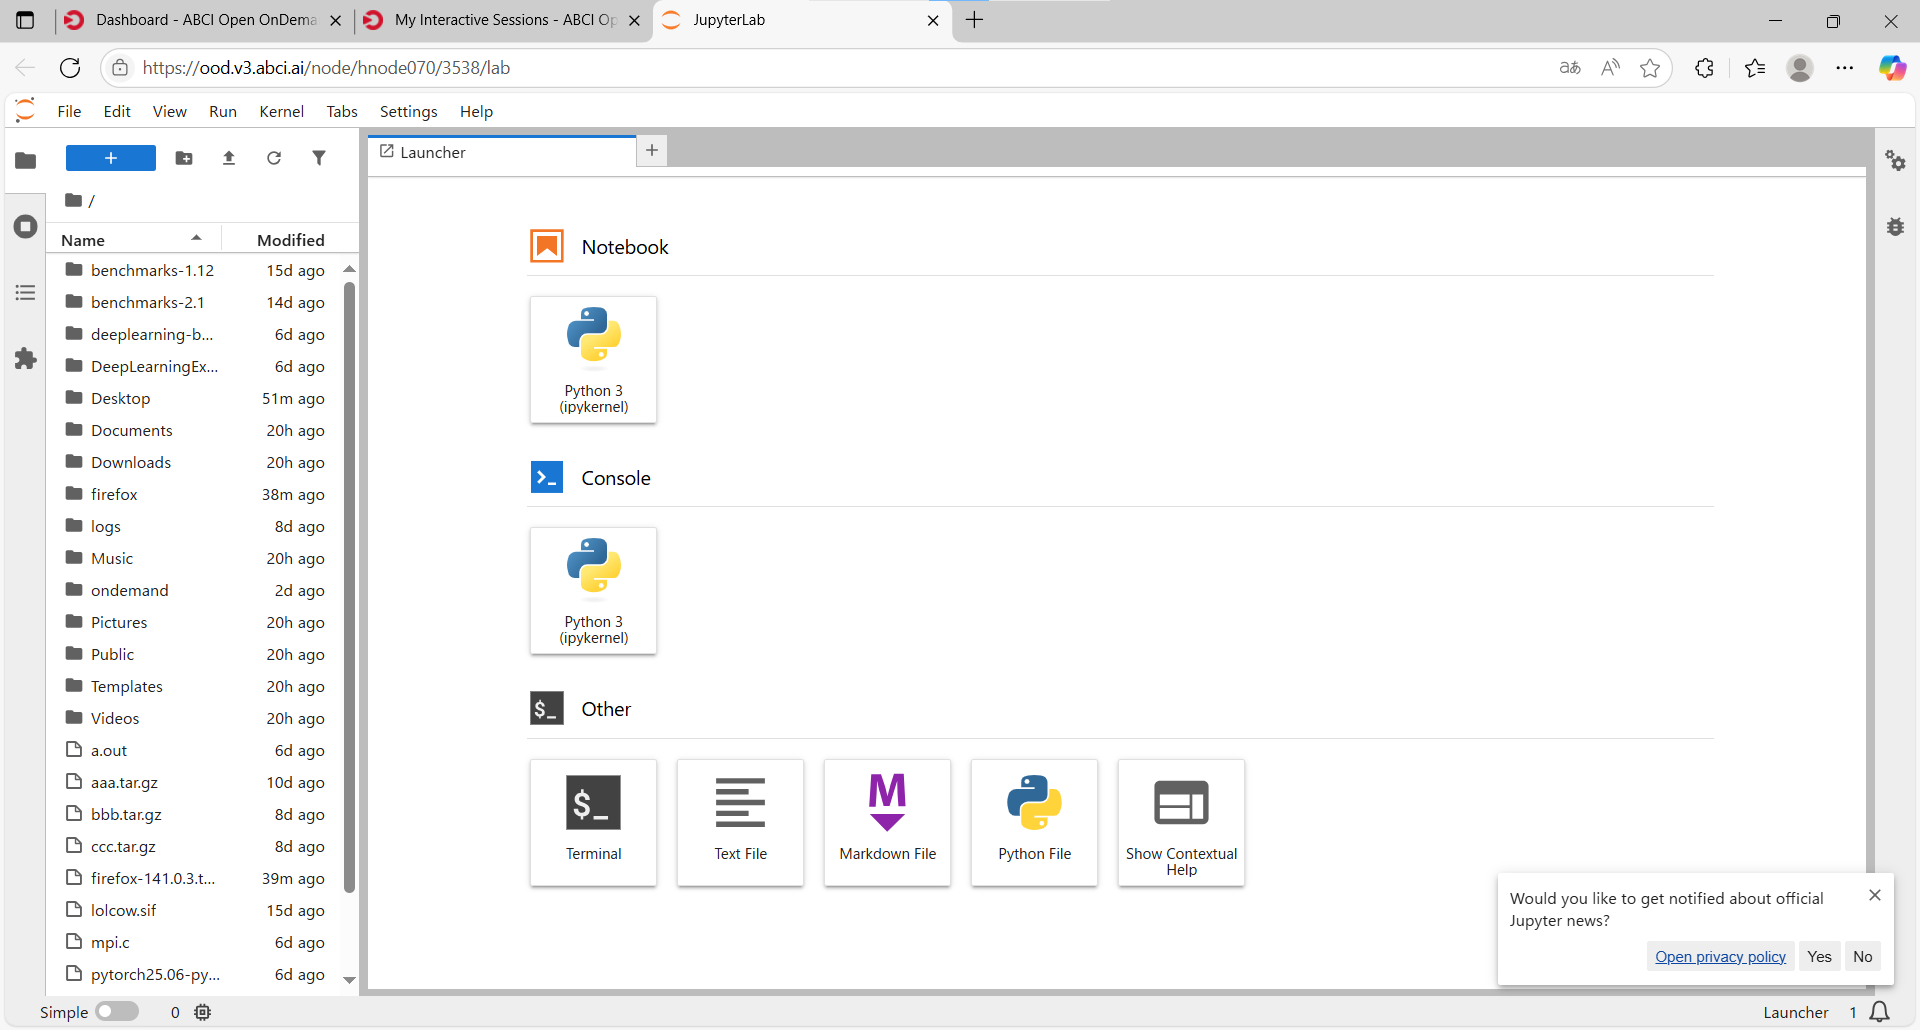 Dashboard - ABCI Open OnDema
My Interactive Sessions - ABCI Op
JupyterLab
https://ood.v3.abci.ai/node/hnode070/3538/lab
File Edit View Run Kernel Tabs Settings Help
Launcher
/
Name Modified
benchmarks-1.12 15d ago
benchmarks-2.1 14d ago
deeplearning-b... 6d ago
DeepLearningEx... 6d ago
Desktop 51m ago
Documents 20h ago
Downloads 20h ago
firefox 38m ago
logs 8d ago
Music 20h ago
ondemand 2d ago
Pictures 20h ago
Public 20h ago
Templates 20h ago
Videos 20h ago
a.out 6d ago
aaa.tar.gz 10d ago
bbb.tar.gz 8d ago
ccc.tar.gz 8d ago
firefox-141.0.3.t... 39m ago
lolcow.sif 15d ago
mpi.c 6d ago
pytorch25.06-py... 6d ago
Notebook
Python 3
(ipykernel)
Console
Python 3
(ipykernel)
$_ Other
$_
Terminal
Text File
M
Markdown File
Python File
Show Contextual
Help
Would you like to get notified about official
Jupyter news?
Open privacy policy Yes No
Simple 0
Launcher 1